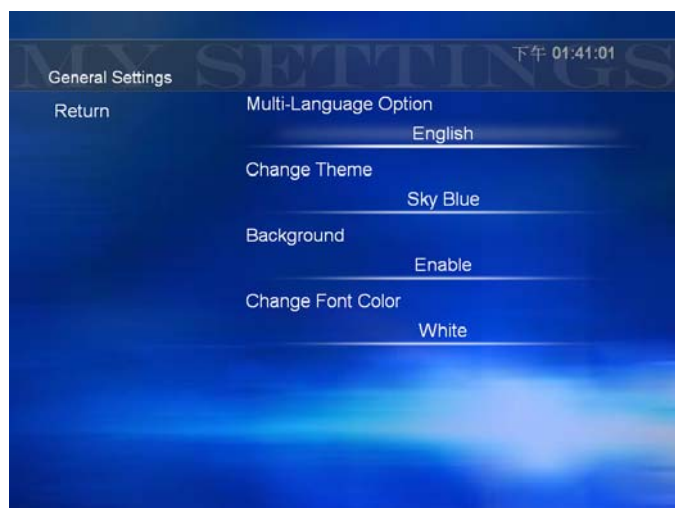 MY SETTINGS
下午 01:41:01
General Settings
Return
Multi-Language Option
English
Change Theme
Sky Blue
Background
Enable
Change Font Color
White